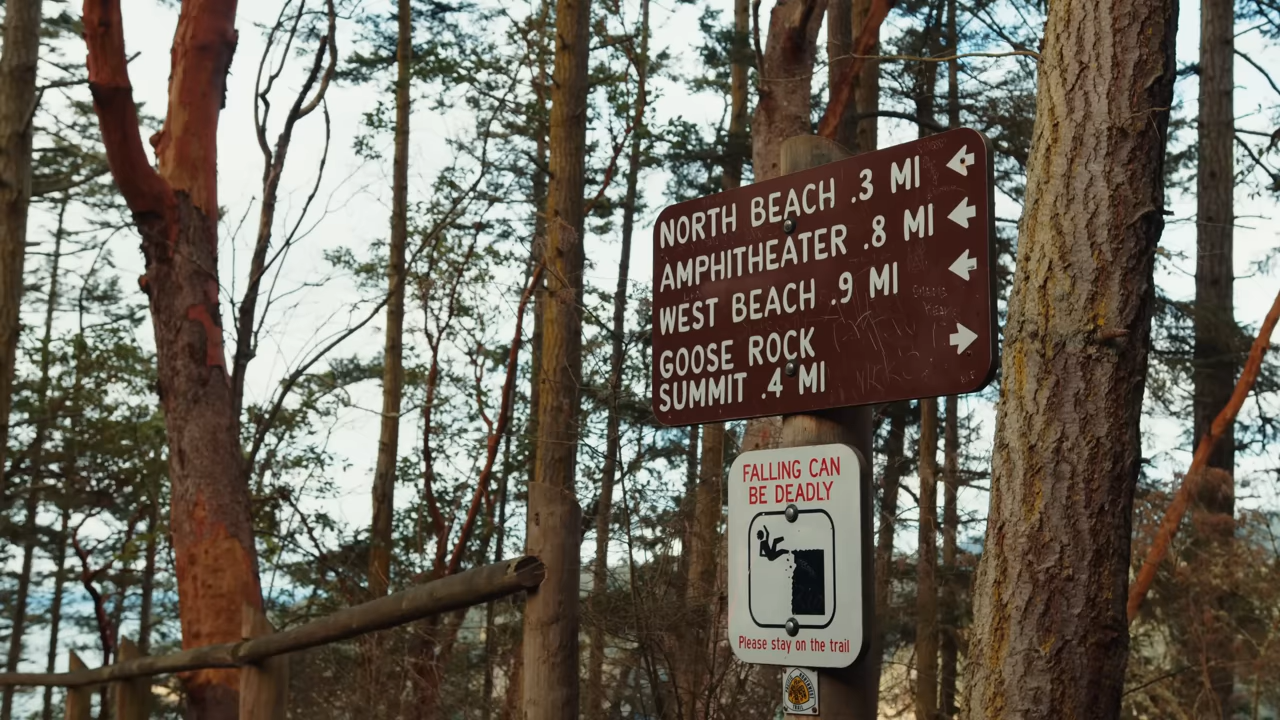 NORTH BEACH .3 MI
AMPHITHEATER .8 MI
WEST BEACH .9 MI
GOOSE ROCK
SUMMIT .4 MI
FALLING CAN
BE DEADLY
Please stay on the trail